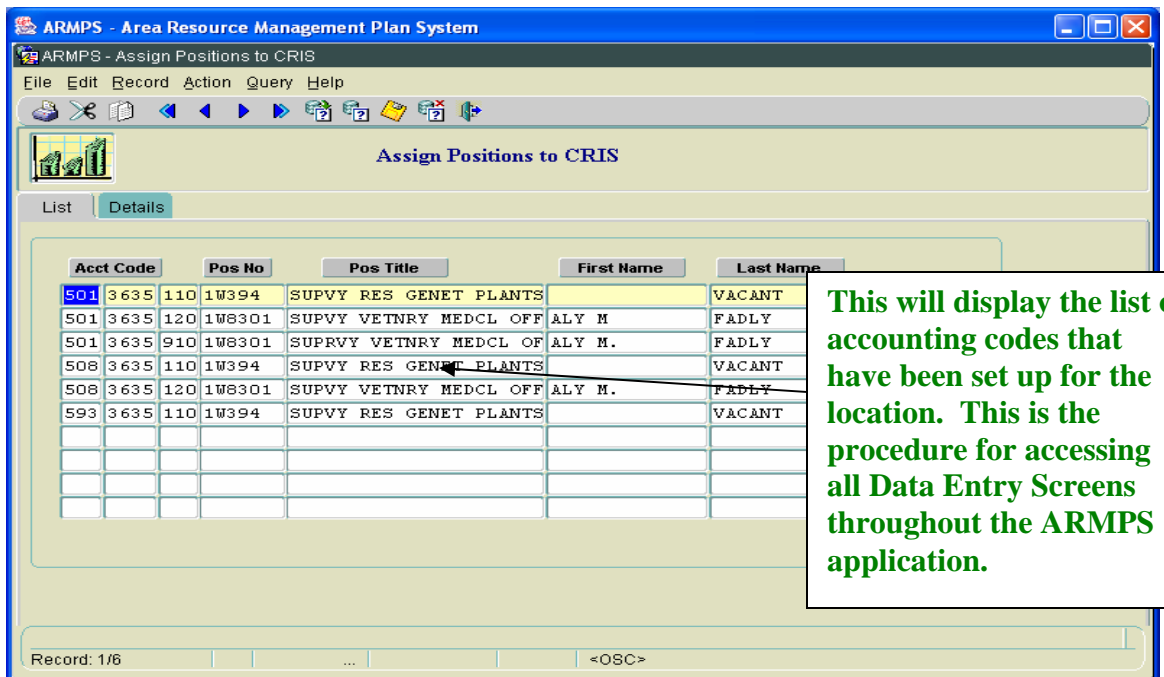 ARMPS - Area Resource Management Plan System
ARMPS - Assign Positions to CRIS
File Edit Record Action Query Help
Assign Positions to CRIS
List Details
Acct Code Pos No Pos Title First Name Last Name
501 3635 110 1W394 SUPVY RES GENET PLANTS VACANT
501 3635 120 1W8301 SUPVY VETNRY MEDCL OFF ALY M FADLY
501 3635 910 1W8301 SUPRVY VETNRY MEDCL OF ALY M. FADLY
508 3635 110 1W394 SUPVY RES GENET PLANTS VACANT
508 3635 120 1W8301 SUPVY VETNRY MEDCL OFF ALY M. FADLY
593 3635 110 1W394 SUPVY RES GENET PLANTS VACANT
This will display the list
accounting codes that
have been set up for the
location. This is the
procedure for accessing
all Data Entry Screens
throughout the ARMPS
application.
Record: 1/6 ... <OSC>